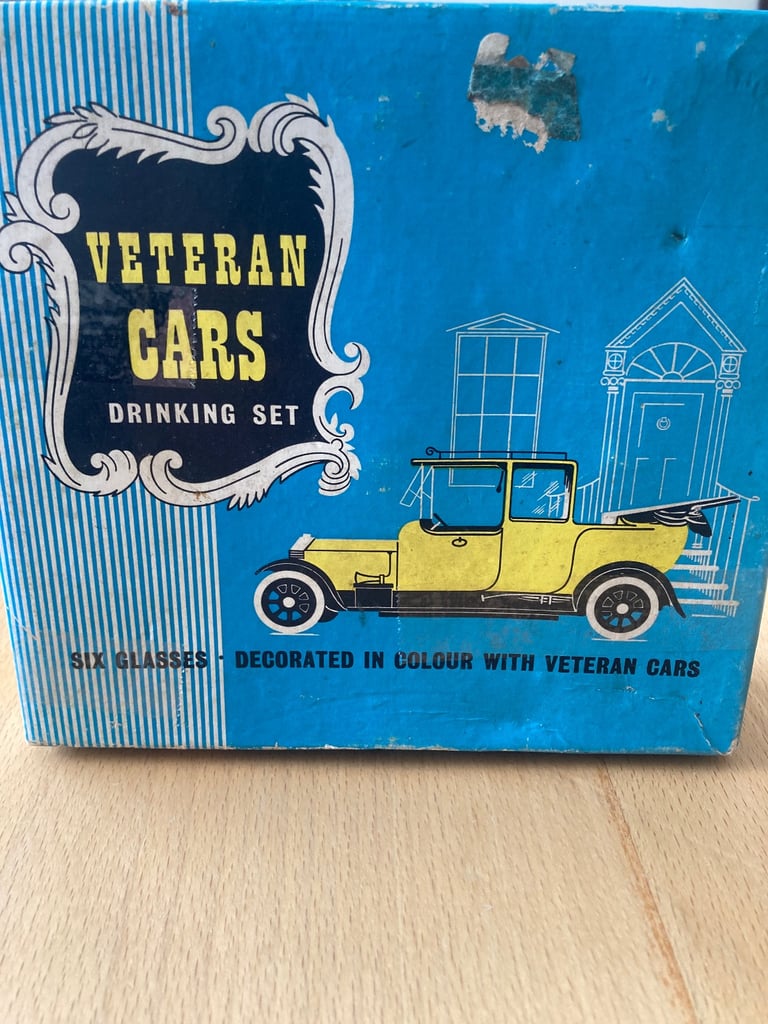 VETERAN
CARS
DRINKING SET
SIX GLASSES · DECORATED IN COLOUR WITH VETERAN CARS